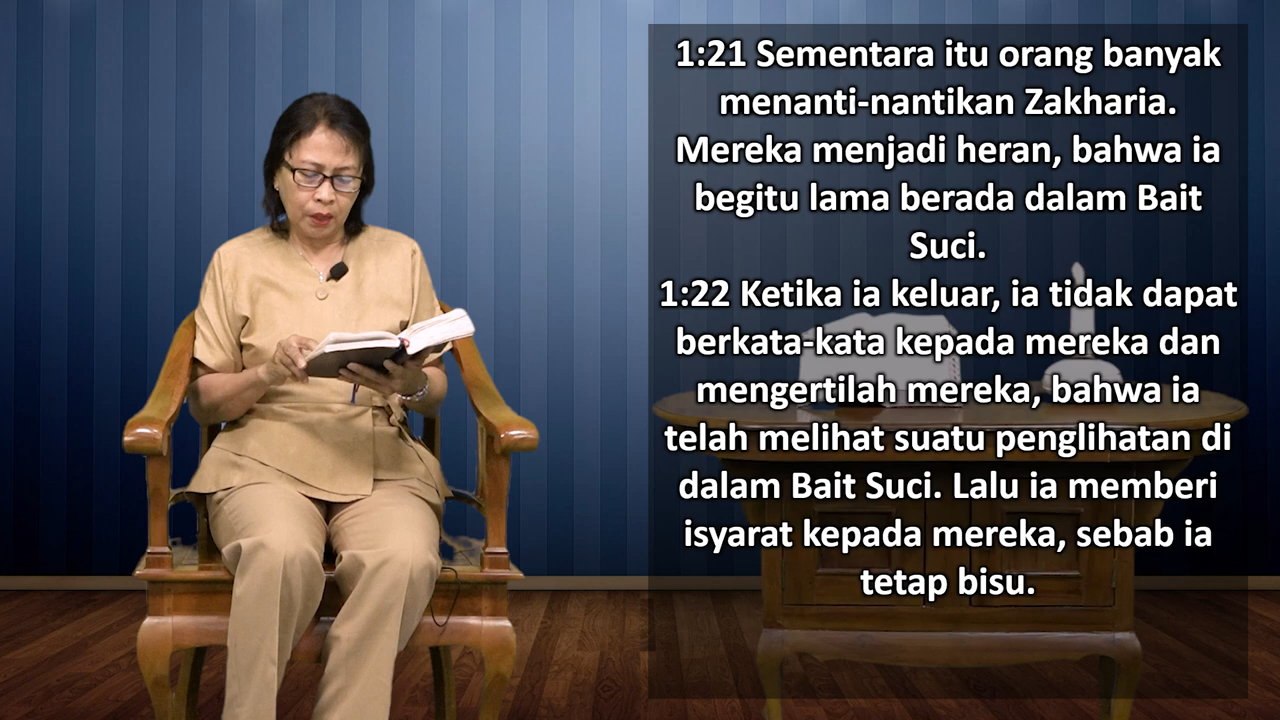 1:21 Sementara itu orang banyak
menanti-nantikan Zakharia.
Mereka menjadi heran, bahwa ia
begitu lama berada dalam Bait
Suci.
1:22 Ketika ia keluar, ia tidak dapat
berkata-kata kepada mereka dan
mengertilah mereka, bahwa ia
telah melihat suatu penglihatan di
dalam Bait Suci. Lalu ia memberi
isyarat kepada mereka, sebab ia
tetap bisu.